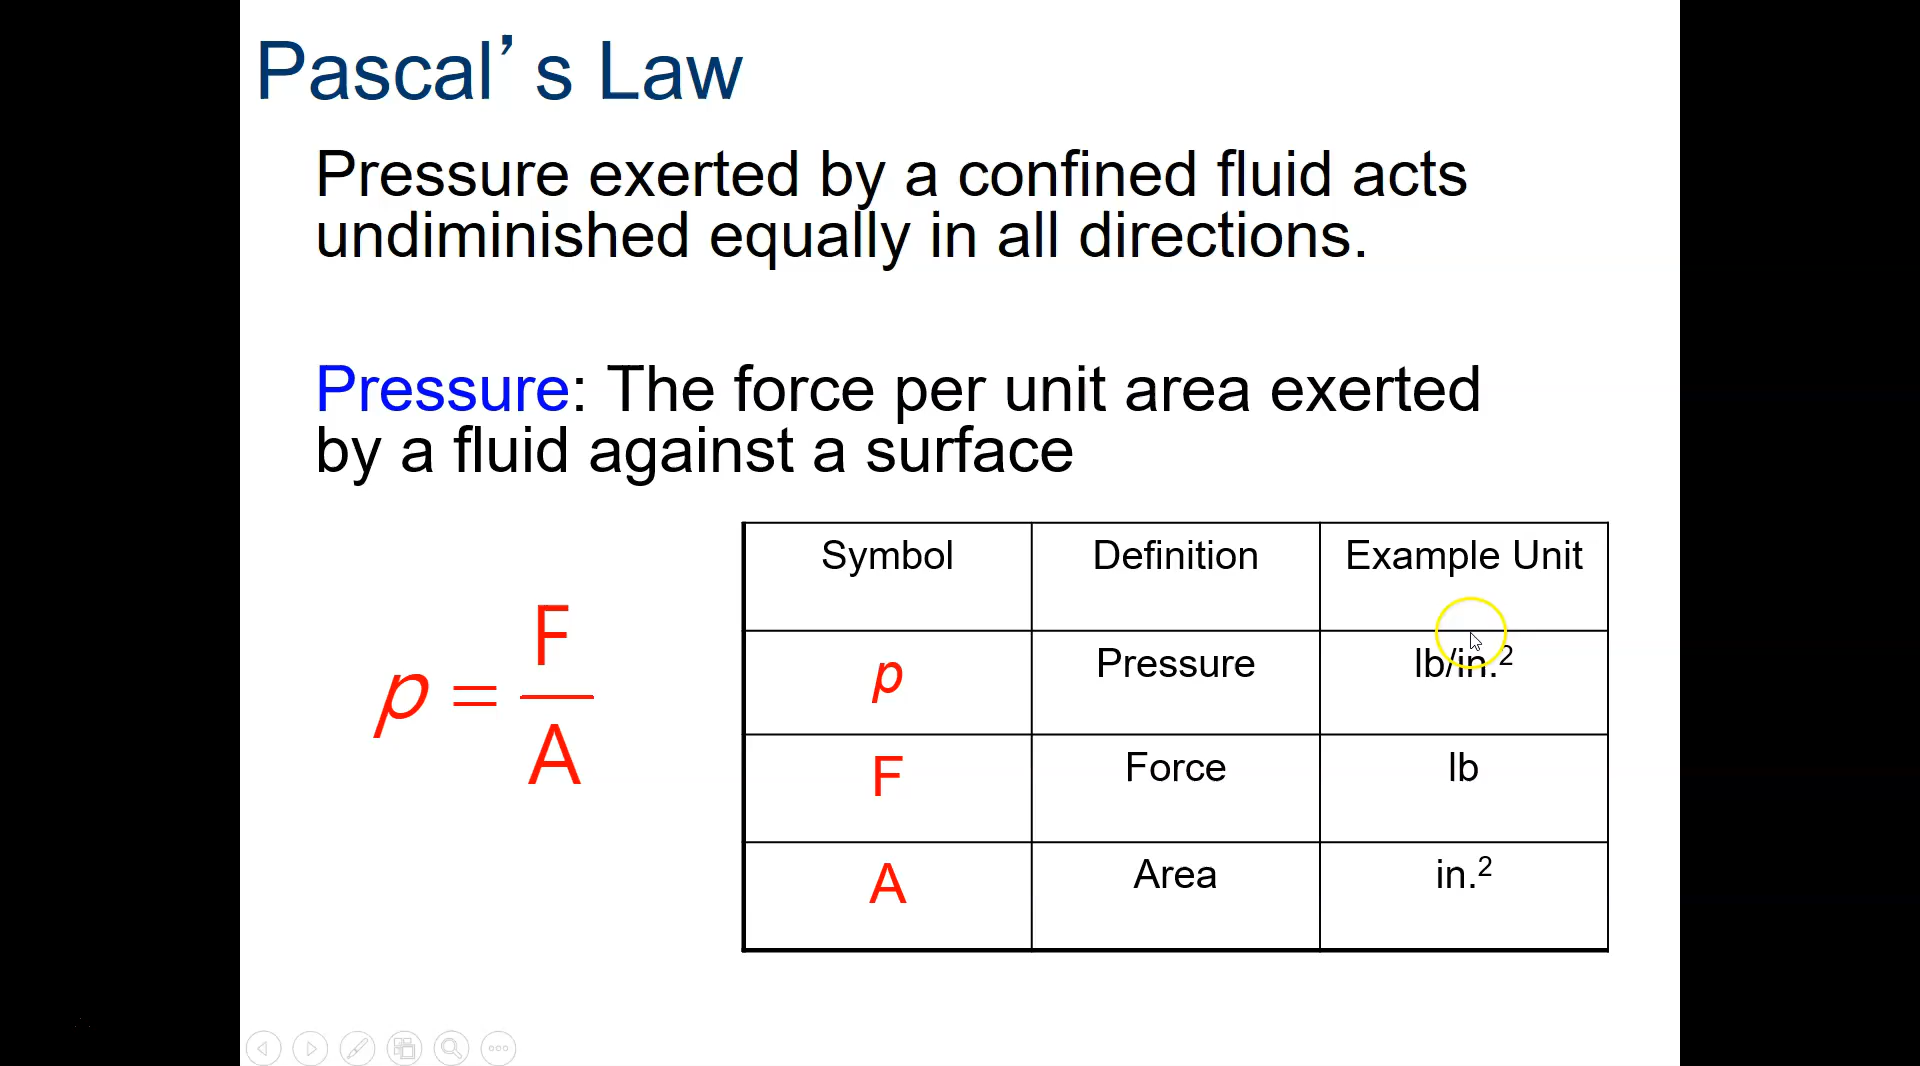 Pascal’s Law
Pressure exerted by a confined fluid acts
undiminished equally in all directions.
Pressure: The force per unit area exerted
by a fluid against a surface
p = F
A
Symbol Definition Example Unit
p Pressure lb/in.²
F Force lb
A Area in.²